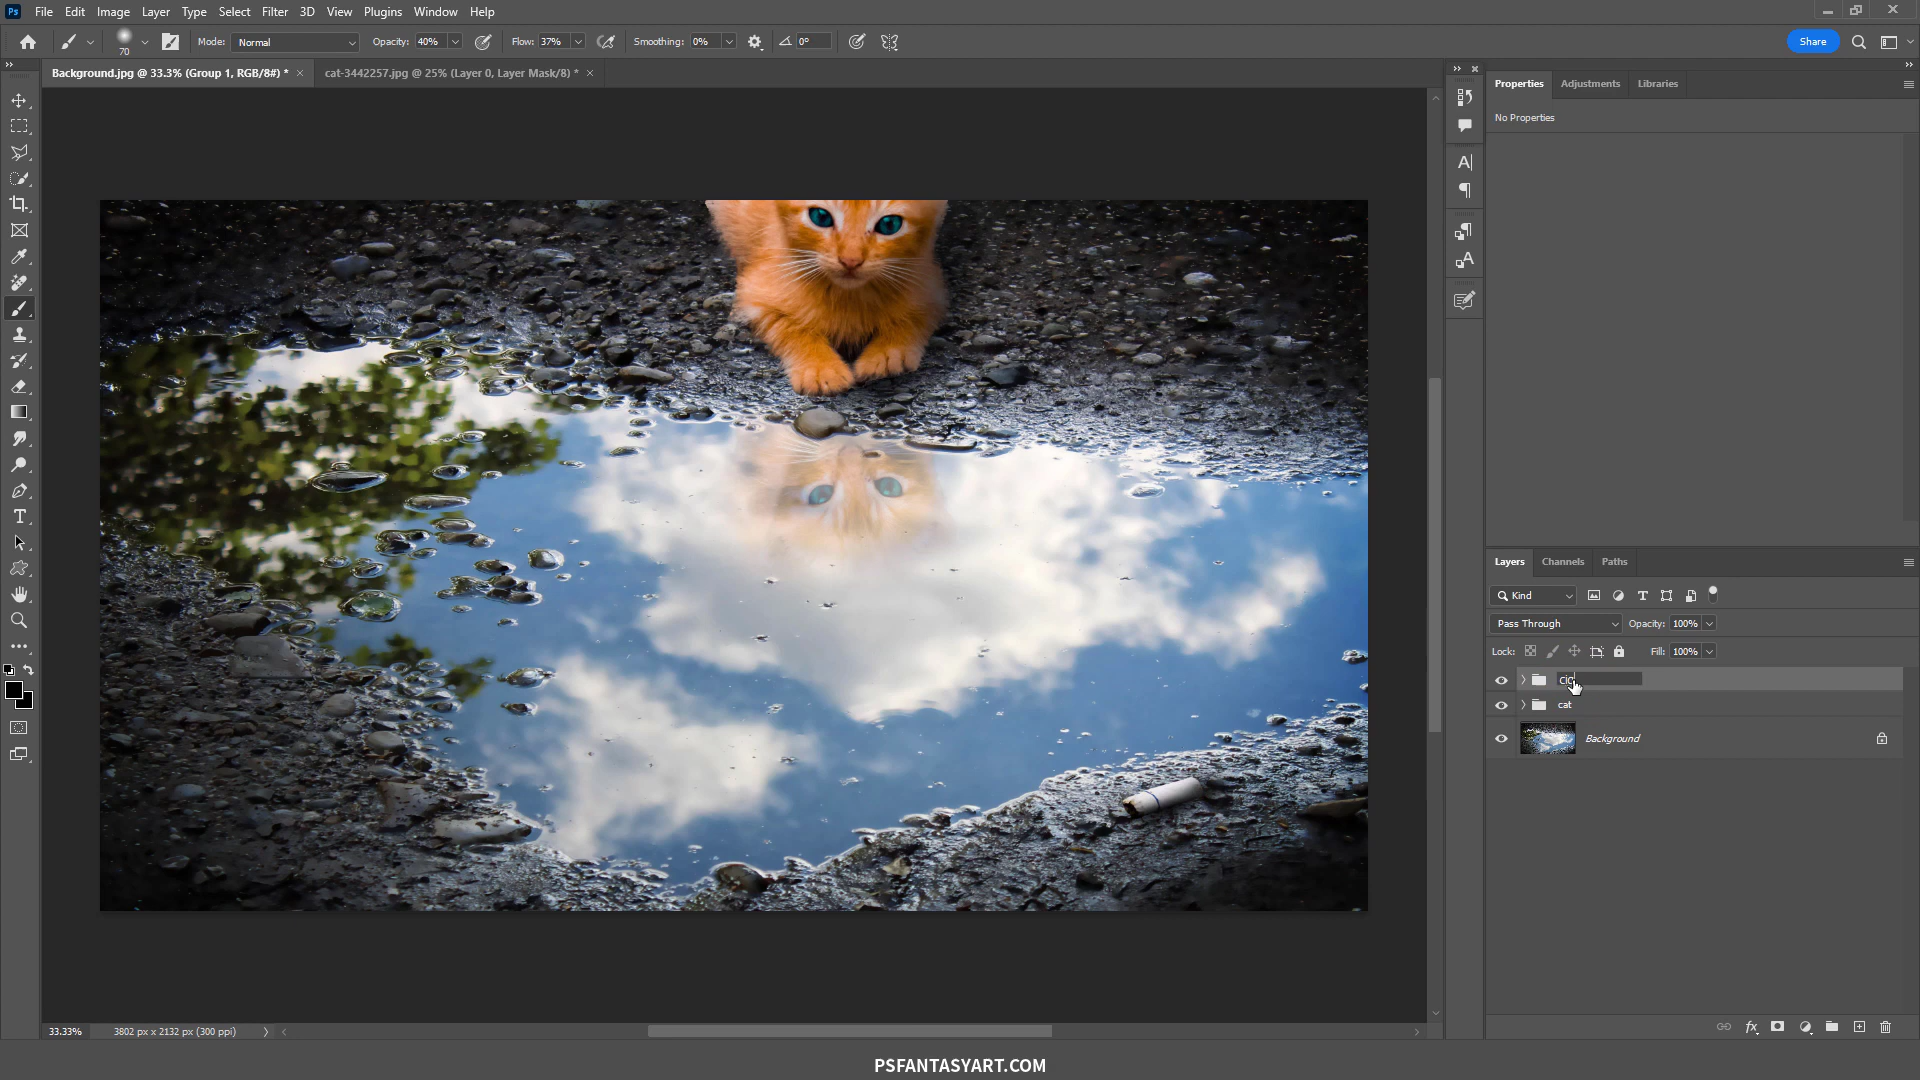 Ps File Edit Image Layer Type Select Filter 3D View Plugins Window Help
70 Mode: Normal Opacity: 40% Flow: 37% Smoothing: 0% 0° Share
Background.jpg @ 33.3% (Group 1, RGB/8#) * × cat-3442257.jpg @ 25% (Layer 0, Layer Mask/8) * ×
Properties Adjustments Libraries
No Properties
Layers Channels Paths
Kind
Pass Through Opacity: 100%
Lock: Fill: 100%
cat
Background
33.33% 3802 px x 2132 px (300 ppi)
PSFANTASYART.COM